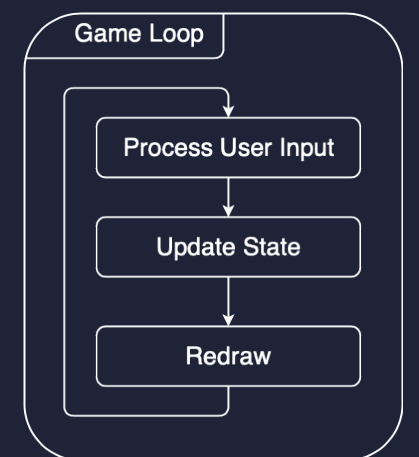 Game Loop
Process User Input
Update State
Redraw